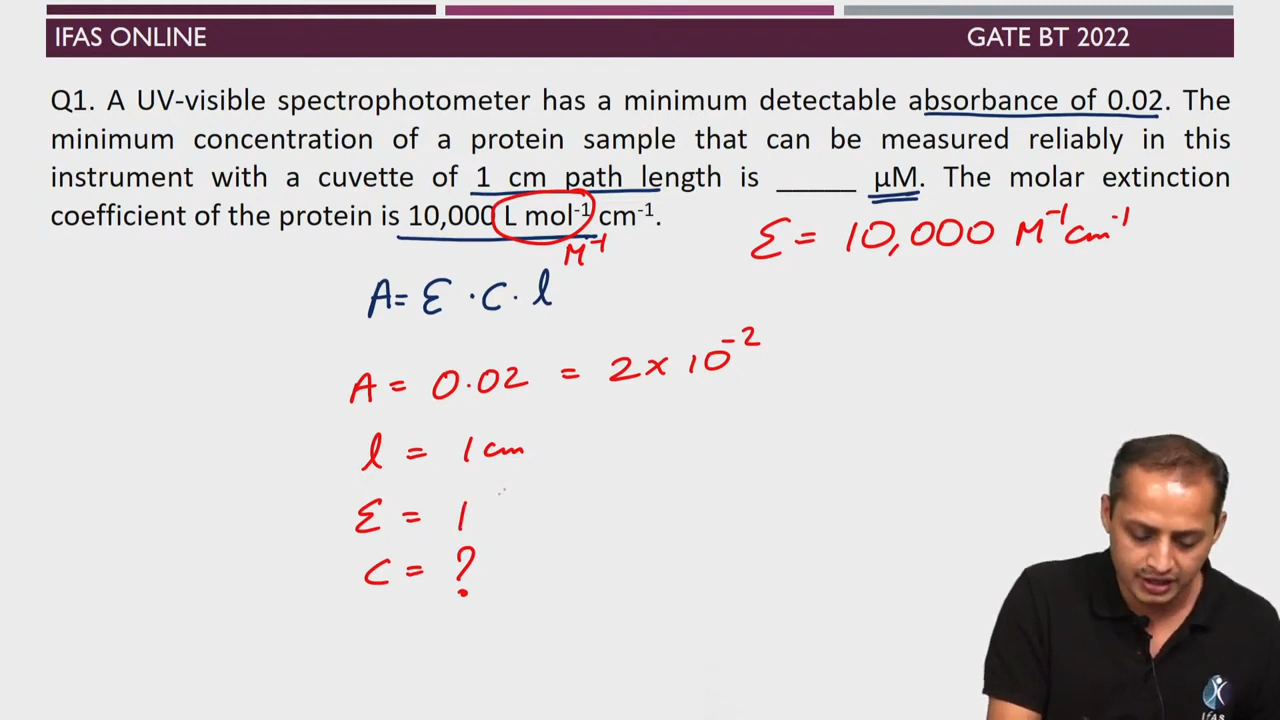 IFAS ONLINE GATE BT 2022
Q1. A UV-visible spectrophotometer has a minimum detectable absorbance of 0.02. The
minimum concentration of a protein sample that can be measured reliably in this
instrument with a cuvette of 1 cm path length is _____ μM. The molar extinction
coefficient of the protein is 10,000 L mol⁻¹ cm⁻¹.
M⁻¹
Ɛ = 10,000 M⁻¹cm⁻¹
A = Ɛ · C · l
A = 0.02 = 2 x 10⁻²
l = 1 cm
Ɛ = 1
C = ?
IFAS